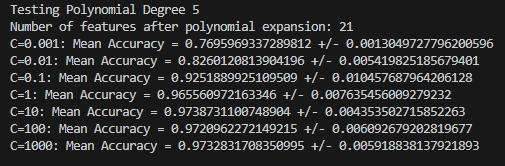 Testing Polynomial Degree 5
Number of features after polynomial expansion: 21
C=0.001: Mean Accuracy = 0.7695969337289812 +/- 0.0013049727796200596
C=0.01: Mean Accuracy = 0.8260120813904196 +/- 0.005419825185679401
C=0.1: Mean Accuracy = 0.9251889925109509 +/- 0.010457687964206128
C=1: Mean Accuracy = 0.965560972163346 +/- 0.007635456009279232
C=10: Mean Accuracy = 0.9738731100748904 +/- 0.004353502715852263
C=100: Mean Accuracy = 0.9720962272149215 +/- 0.006092679202819677
C=1000: Mean Accuracy = 0.9732831708350995 +/- 0.005918838137921893